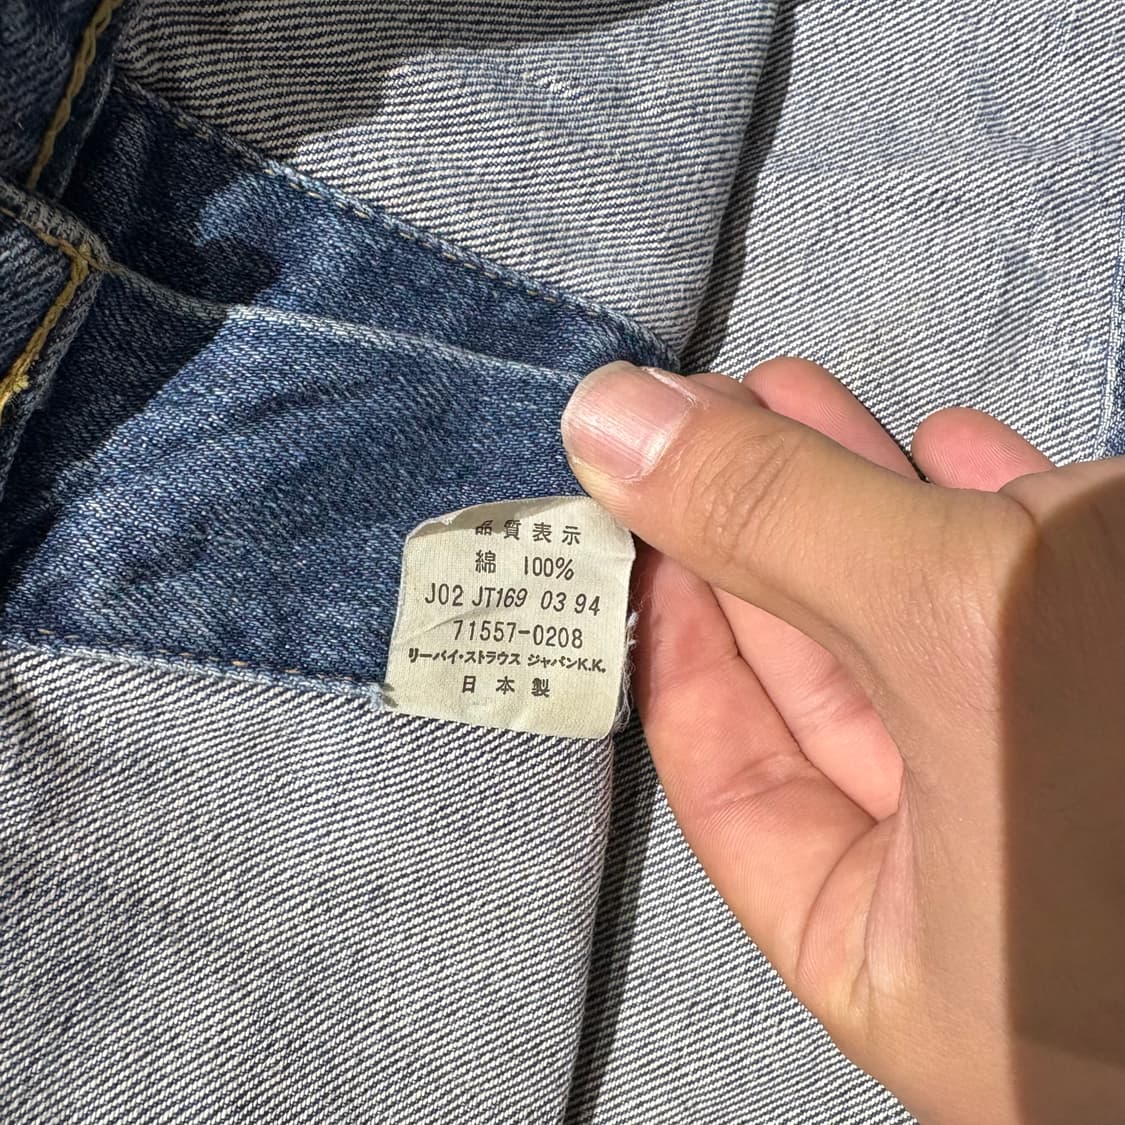 品質表示
綿 100%
J02 JT169 03 94
71557-0208
リーバイ・ストラウス ジャパンK.K.
日本製